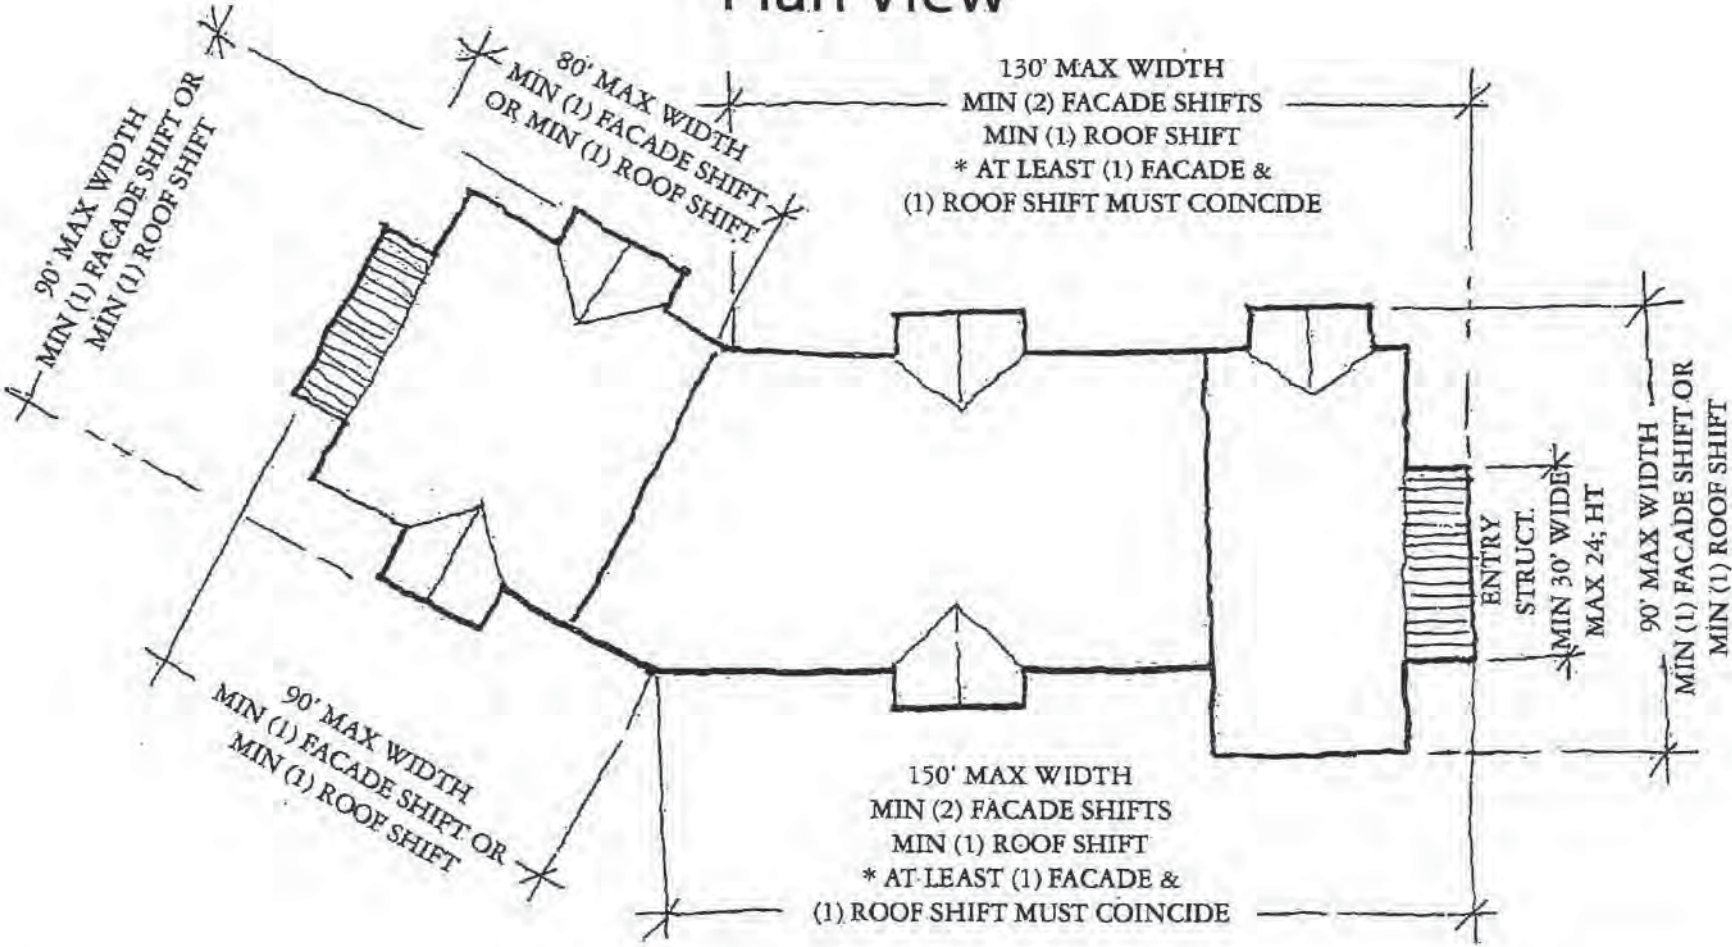 Plan View
90' MAX WIDTH
MIN (1) FACADE SHIFT OR
MIN (1) ROOF SHIFT
80' MAX WIDTH
MIN (1) FACADE SHIFT
OR MIN (1) ROOF SHIFT
130' MAX WIDTH
MIN (2) FACADE SHIFTS
MIN (1) ROOF SHIFT
* AT LEAST (1) FACADE &
(1) ROOF SHIFT MUST COINCIDE
ENTRY
STRUCT.
MIN 30' WIDE
MAX 24; HT
90' MAX WIDTH
MIN (1) FACADE SHIFT OR
MIN (1) ROOF SHIFT
90' MAX WIDTH
MIN (1) FACADE SHIFT OR
MIN (1) ROOF SHIFT
150' MAX WIDTH
MIN (2) FACADE SHIFTS
MIN (1) ROOF SHIFT
* AT LEAST (1) FACADE &
(1) ROOF SHIFT MUST COINCIDE